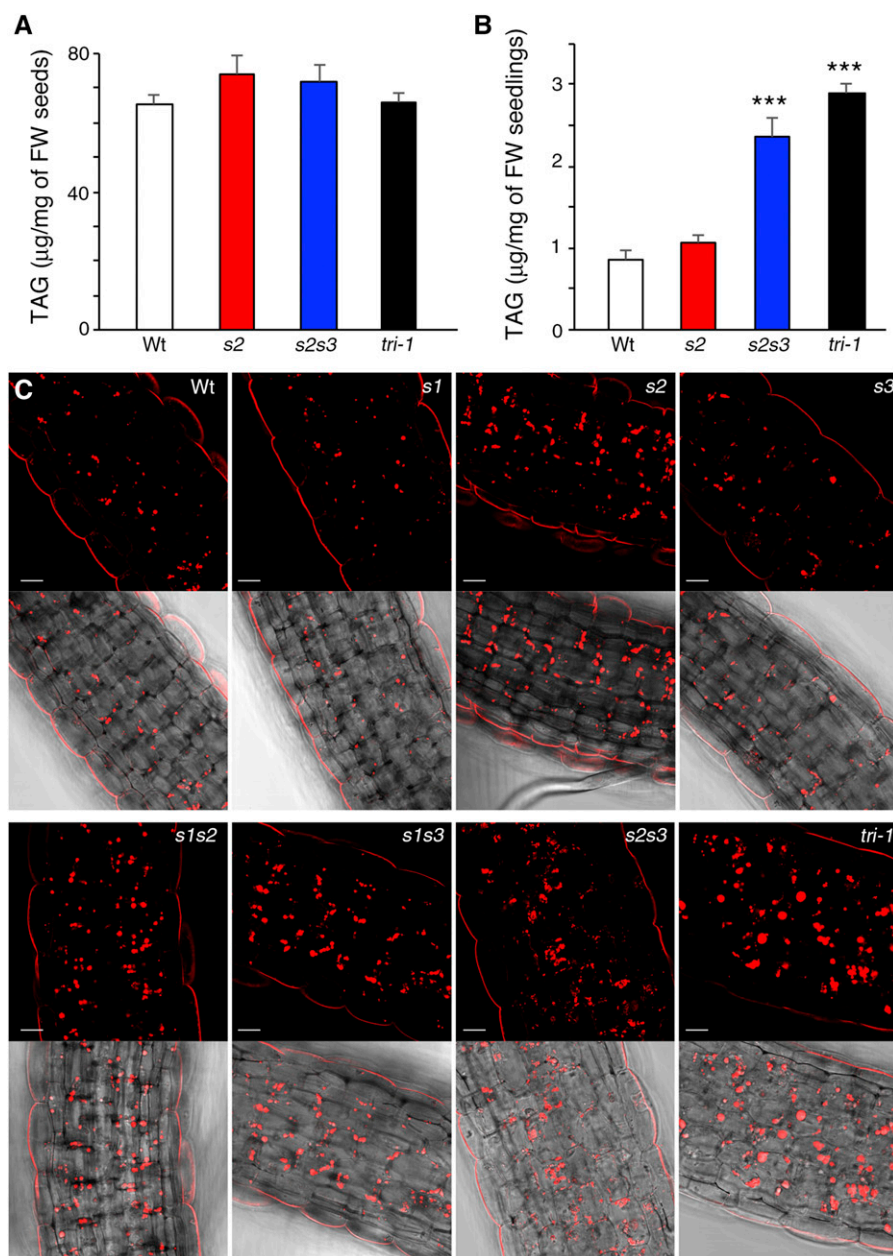 A
80
40
0
TAG (µg/mg of FW seeds)
Wt s2 s2s3 tri-1
B
3
2
1
0
TAG (µg/mg of FW seedlings)
*** ***
Wt s2 s2s3 tri-1
C
Wt s1 s2 s3
s1s2 s1s3 s2s3 tri-1